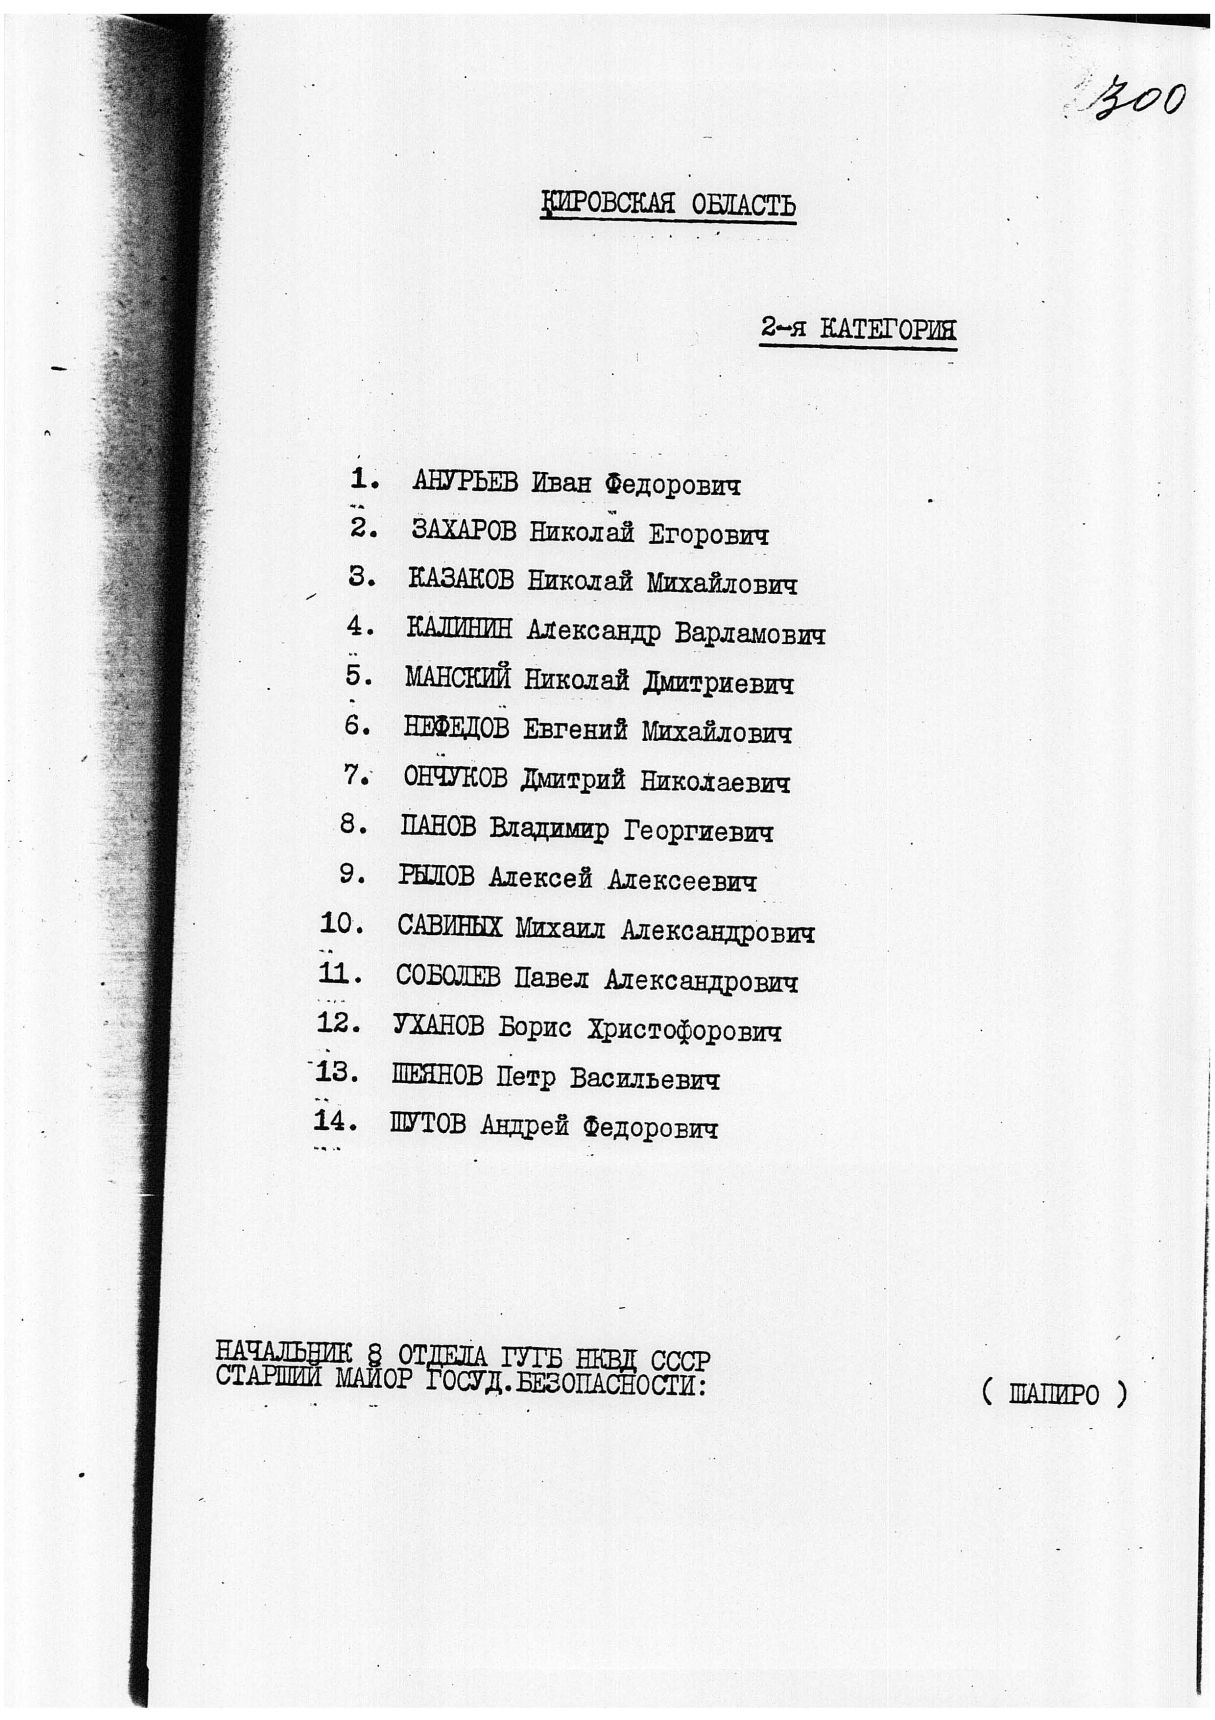 300
КИРОВСКАЯ ОБЛАСТЬ
2-я КАТЕГОРИЯ
1. АНУРЬЕВ Иван Федорович
2. ЗАХАРОВ Николай Егорович
3. КАЗАКОВ Николай Михайлович
4. КАЛИНИН Александр Варламович
5. МАНСКИЙ Николай Дмитриевич
6. НЕФЕДОВ Евгений Михайлович
7. ОНЧУКОВ Дмитрий Николаевич
8. ПАНОВ Владимир Георгиевич
9. РЫЛОВ Алексей Алексеевич
10. САВИНЫХ Михаил Александрович
11. СОБОЛЕВ Павел Александрович
12. УХАНОВ Борис Христофорович
13. ШЕЯНОВ Петр Васильевич
14. ШУТОВ Андрей Федорович
НАЧАЛЬНИК 8 ОТДЕЛА ГУГБ НКВД СССР
СТАРШИЙ МАЙОР ГОСУД.БЕЗОПАСНОСТИ:
( ШАПИРО )